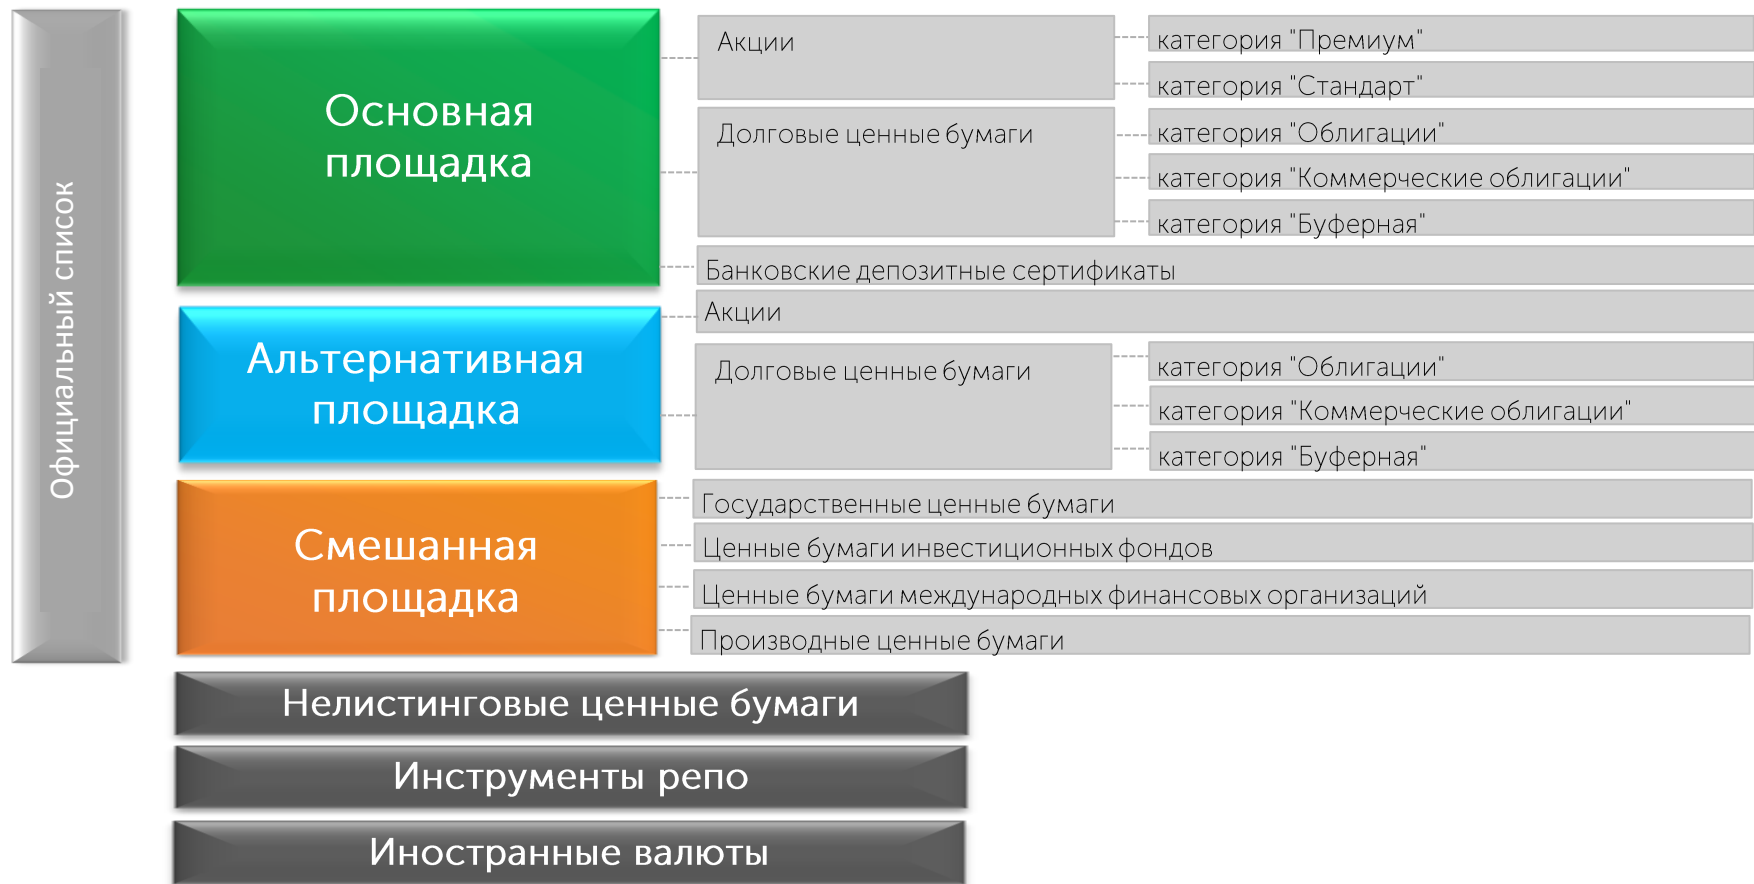 Официальный список
Основная
площадка
Акции
категория "Премиум"
категория "Стандарт"
Долговые ценные бумаги
категория "Облигации"
категория "Коммерческие облигации"
категория "Буферная"
Банковские депозитные сертификаты
Альтернативная
площадка
Акции
Долговые ценные бумаги
категория "Облигации"
категория "Коммерческие облигации"
категория "Буферная"
Смешанная
площадка
Государственные ценные бумаги
Ценные бумаги инвестиционных фондов
Ценные бумаги международных финансовых организаций
Производные ценные бумаги
Нелистинговые ценные бумаги
Инструменты репо
Иностранные валюты